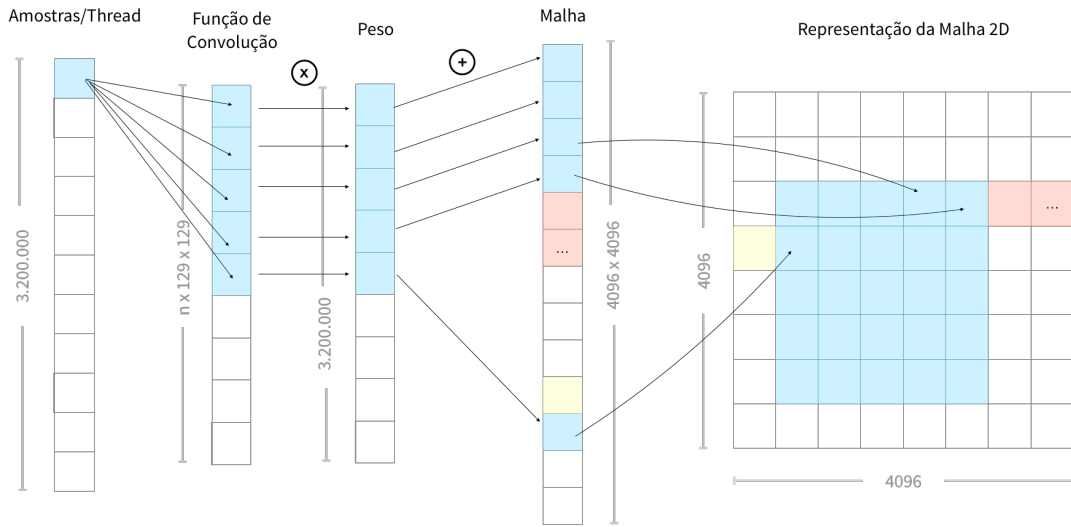 Amostras/Thread
Função de
Convolução
Peso
Malha
Representação da Malha 2D
x
+
3.200.000
n x 129 x 129
3.200.000
...
4096 x 4096
4096
...
4096